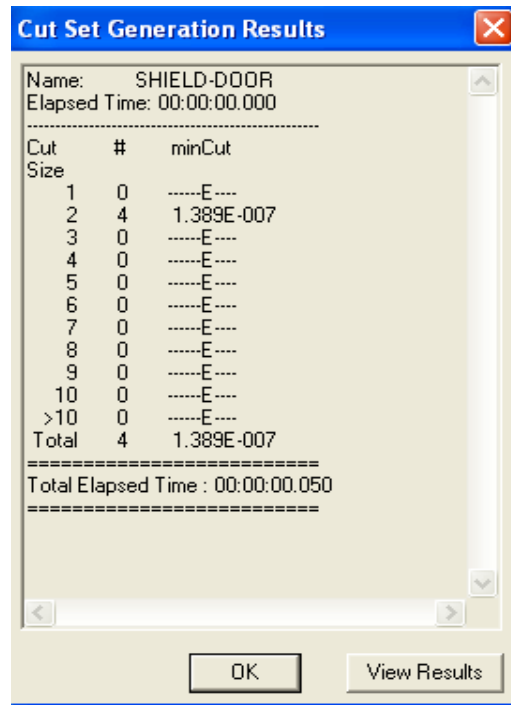 Cut Set Generation Results
Name: SHIELD-DOOR
Elapsed Time: 00:00:00.000
--------------------------------------------------
Cut # minCut
Size
1 0 ------E----
2 4 1.389E-007
3 0 ------E----
4 0 ------E----
5 0 ------E----
6 0 ------E----
7 0 ------E----
8 0 ------E----
9 0 ------E----
10 0 ------E----
>10 0 ------E----
Total 4 1.389E-007
===========================
Total Elapsed Time : 00:00:00.050
===========================
OK View Results